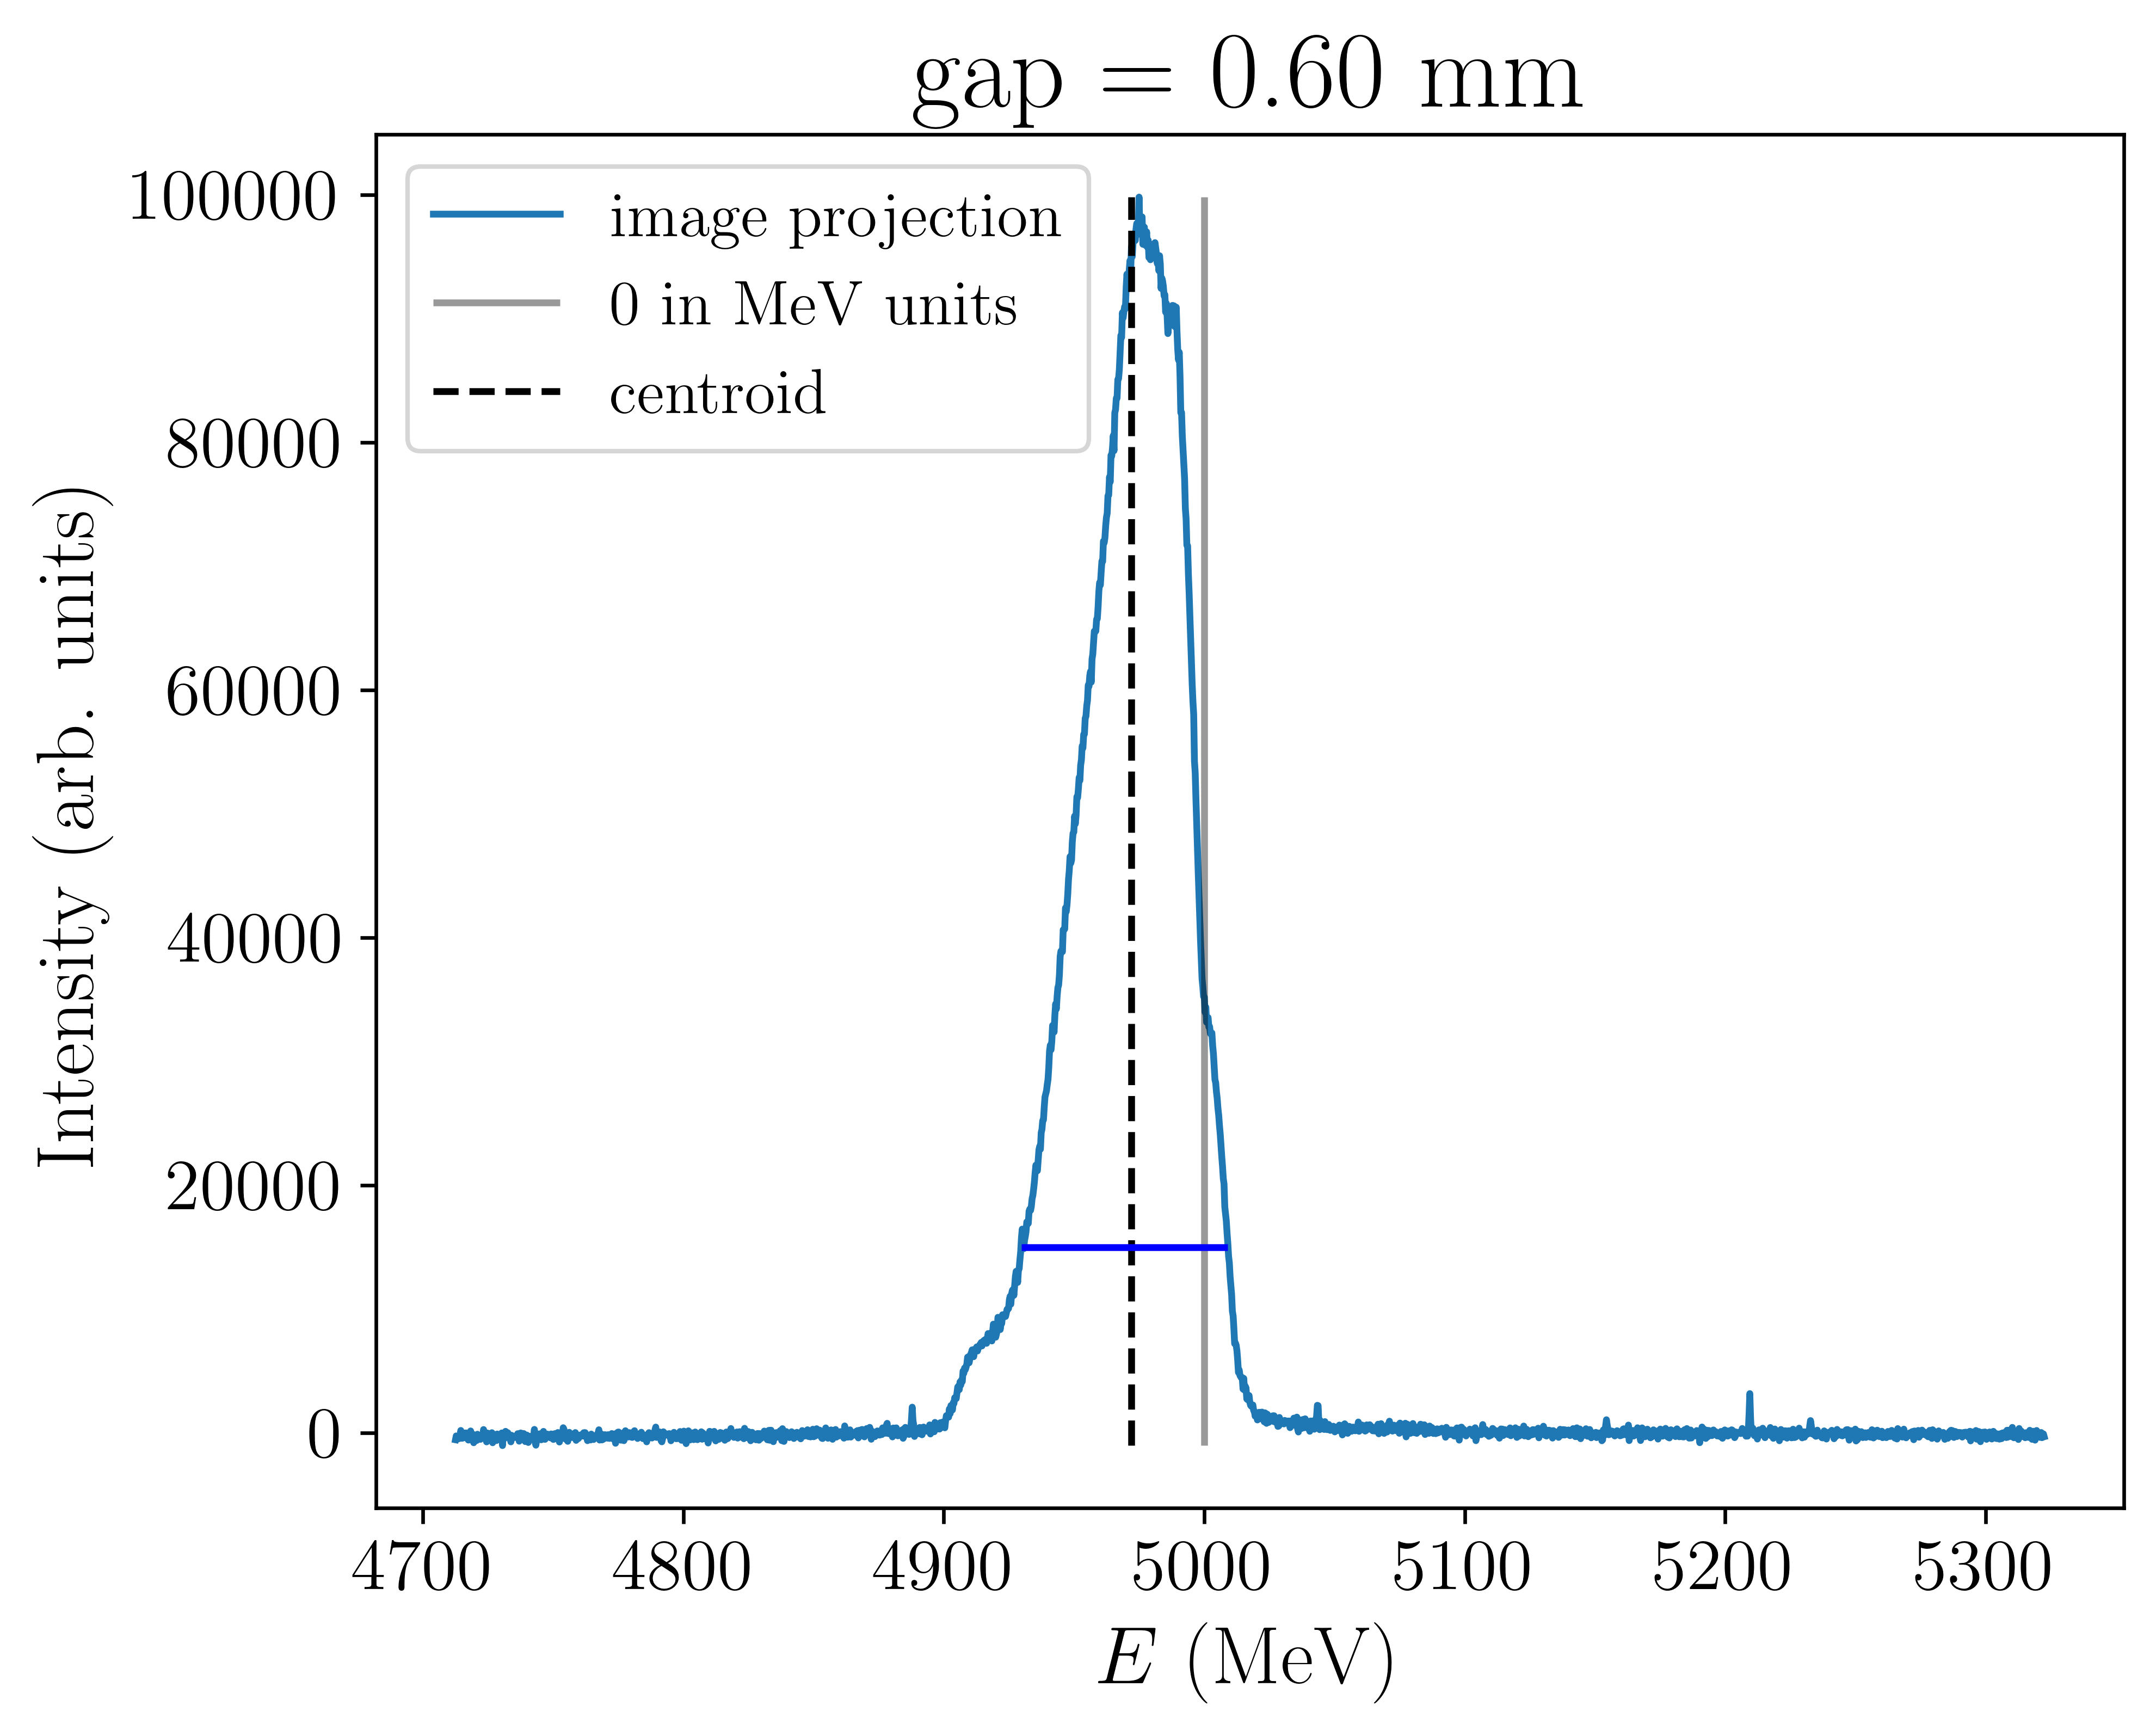 gap = 0.60 mm
image projection
0 in MeV units
centroid
Intensity (arb. units)
100000
80000
60000
40000
20000
0
4700 4800 4900 5000 5100 5200 5300
E (MeV)